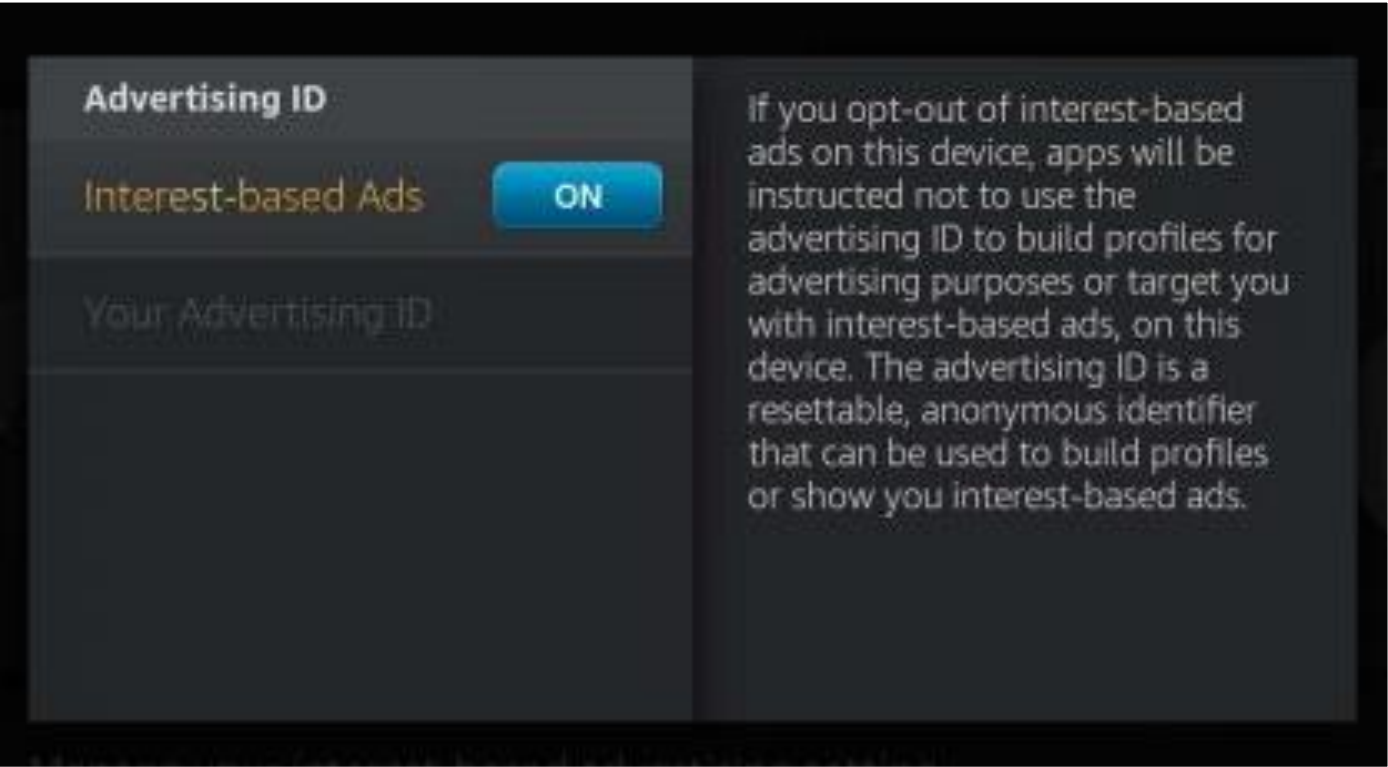 Advertising ID
Interest-based Ads
ON
Your Advertising ID
If you opt-out of interest-based
ads on this device, apps will be
instructed not to use the
advertising ID to build profiles for
advertising purposes or target you
with interest-based ads, on this
device. The advertising ID is a
resettable, anonymous identifier
that can be used to build profiles
or show you interest-based ads.